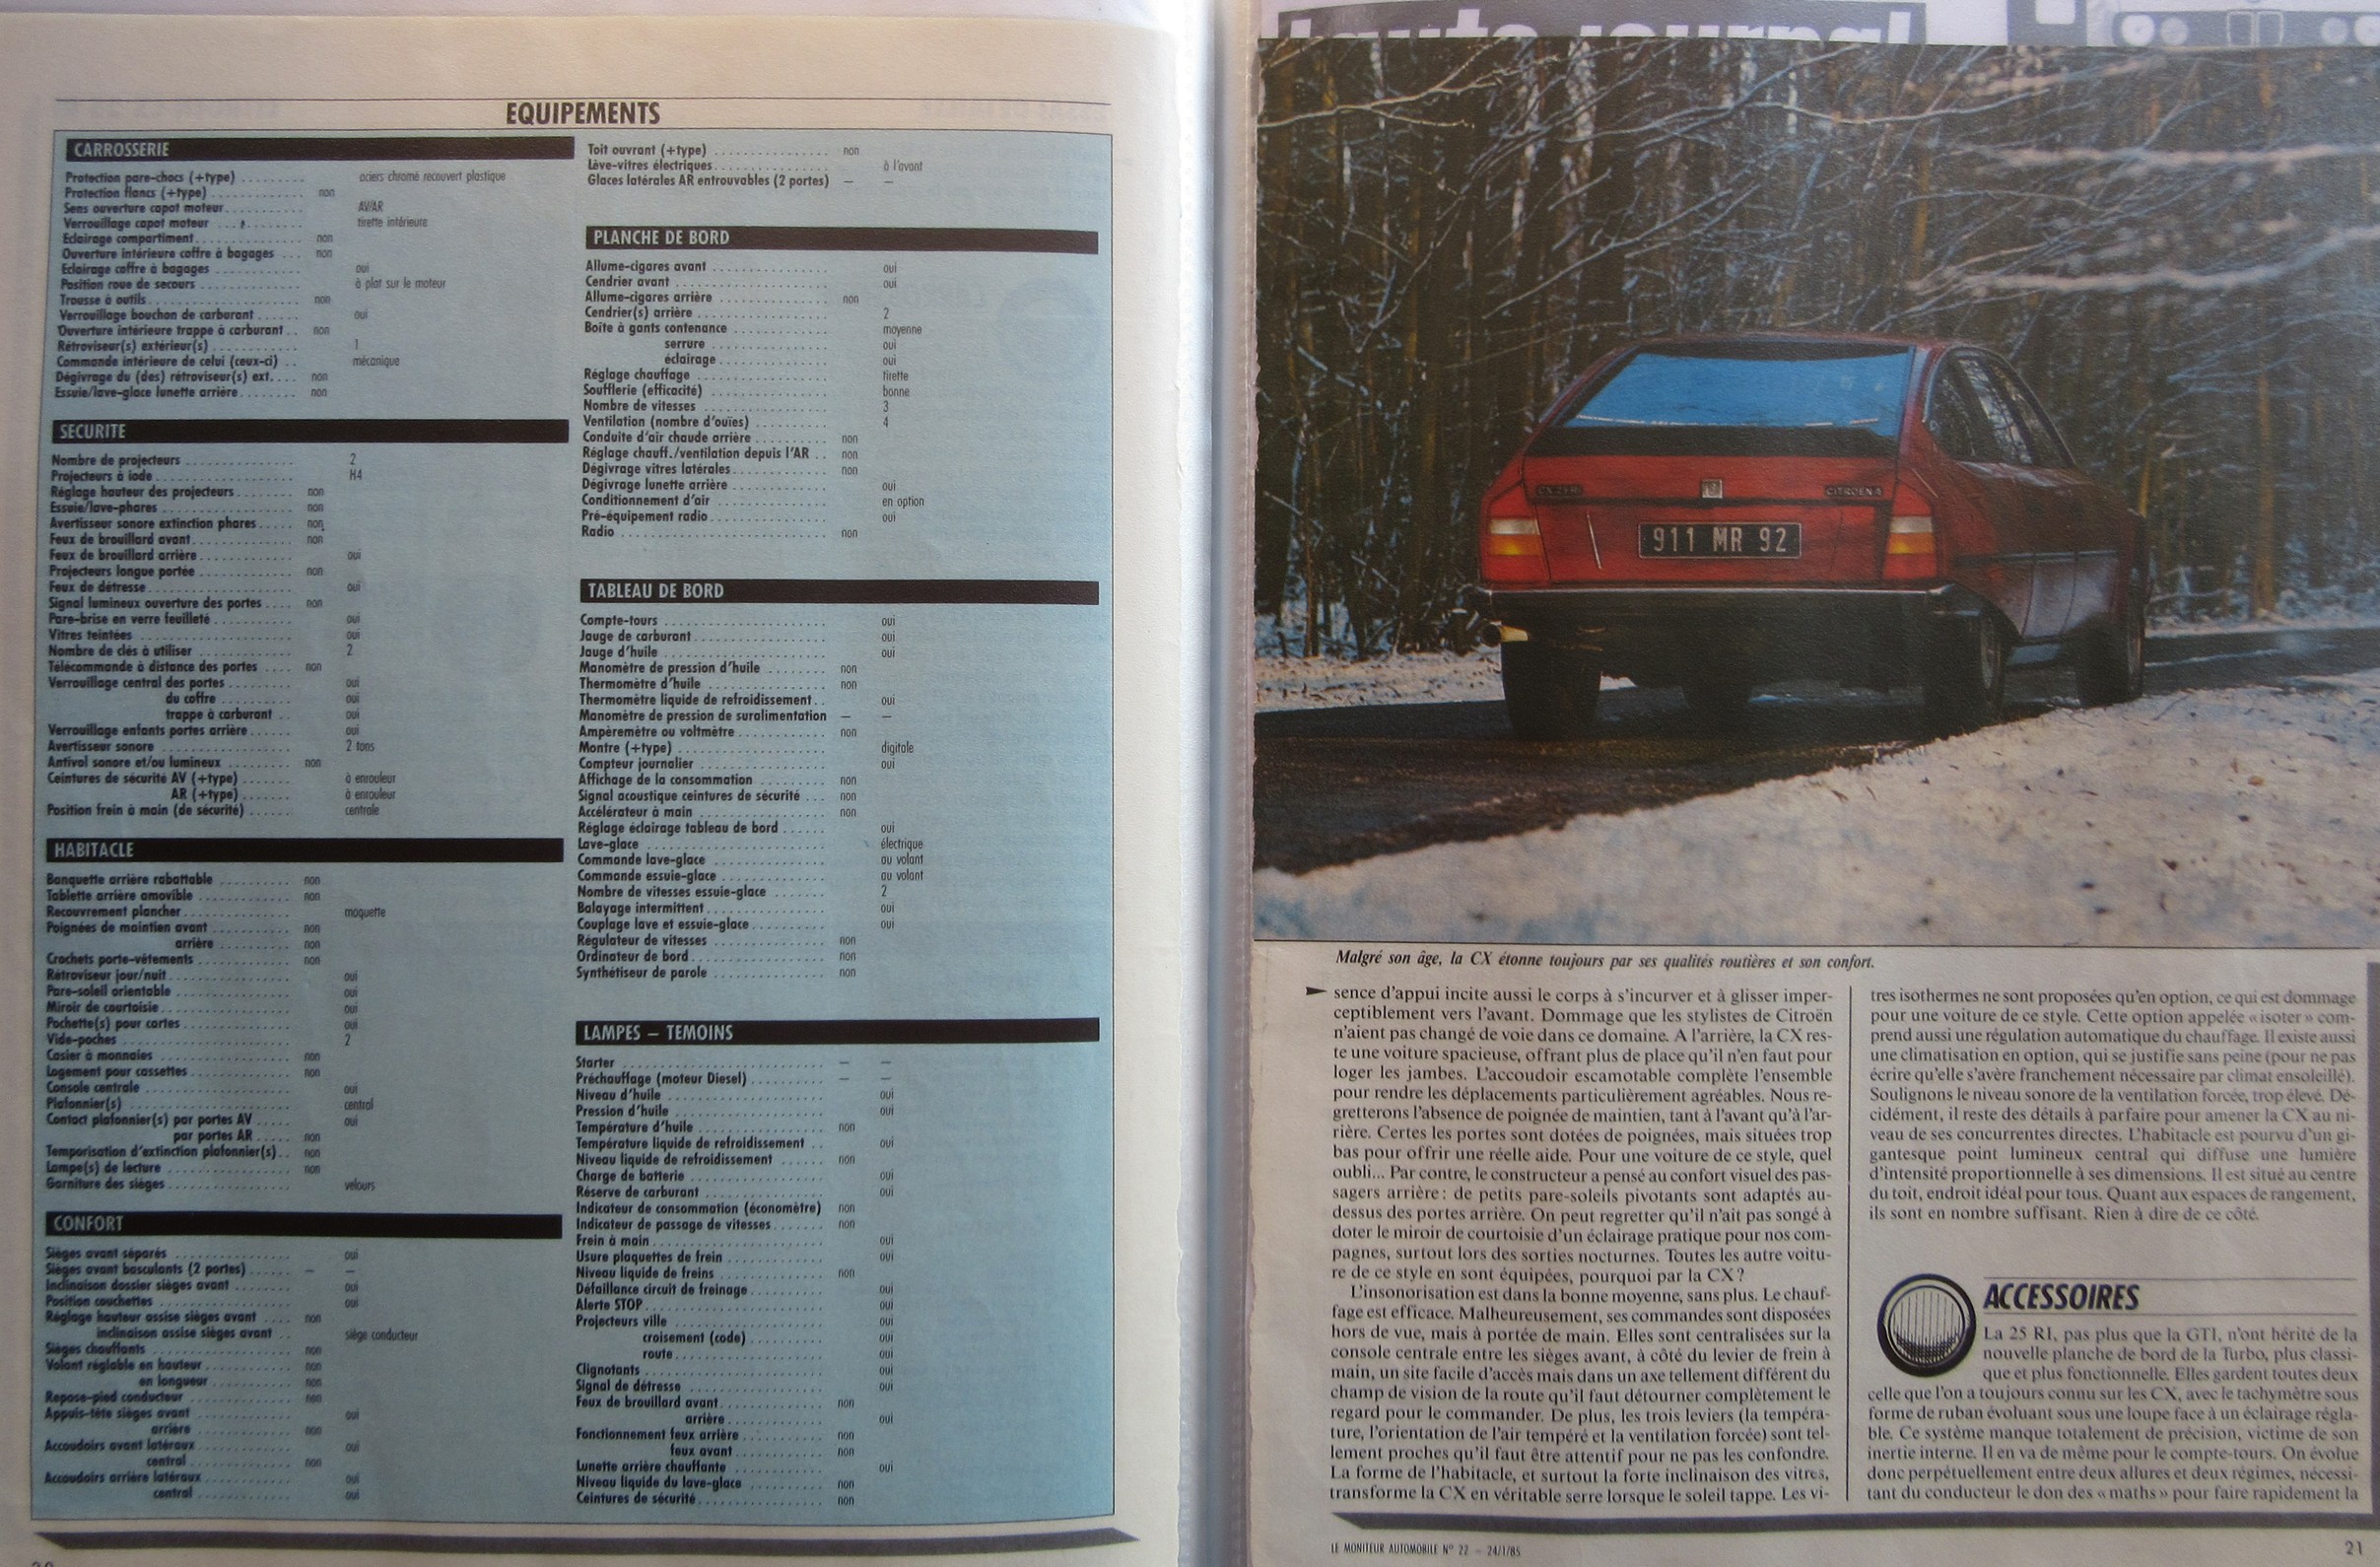 EQUIPEMENTS
CARROSSERIE
Protection pare-chocs (+type) .......... aciers chromé recouvert plastique
Protection flancs (+type) .......... non
Sens ouverture capot moteur .......... AV/AR
Verrouillage capot moteur .......... tirette intérieure
Eclairage compartiment .......... non
Ouverture intérieure coffre à bagages ... non
Eclairage coffre à bagages .......... oui
Position roue de secours .......... à plat sur le moteur
Trousse à outils .......... non
Verrouillage bouchon de carburant ...... oui
Ouverture intérieure trappe à carburant .. non
Rétroviseur(s) extérieur(s) .......... 1
Commande intérieure de celui (ceux-ci) .. mécanique
Dégivrage du (des) rétroviseur(s) ext. ... non
Essuie/lave-glace lunette arrière ........ non
SECURITE
Nombre de projecteurs .......... 2
Projecteurs à iode .......... H4
Réglage hauteur des projecteurs ........ non
Essuie/lave-phares .......... non
Avertisseur sonore extinction phares ..... non
Feux de brouillard avant .......... non
Feux de brouillard arrière .......... oui
Projecteurs longue portée .......... non
Feux de détresse .......... oui
Signal lumineux ouverture des portes .... non
Pare-brise en verre feuilleté .......... oui
Vitres teintées .......... oui
Nombre de clés à utiliser .......... 2
Télécommande à distance des portes .... non
Verrouillage central des portes .......... oui
du coffre .......... oui
trappe à carburant .. oui
Verrouillage enfants portes arrière ...... oui
Avertisseur sonore .......... 2 tons
Antivol sonore et/ou lumineux .......... non
Ceintures de sécurité AV (+type) ....... à enrouleur
AR (+type) ....... à enrouleur
Position frein à main (de sécurité) ...... centrale
HABITACLE
Banquette arrière rabattable .......... non
Tablette arrière amovible .......... non
Recouvrement plancher .......... moquette
Poignées de maintien avant .......... non
arrière .......... non
Crochets porte-vêtements .......... non
Rétroviseur jour/nuit .......... oui
Pare-soleil orientable .......... oui
Miroir de courtoisie .......... oui
Pochette(s) pour cartes .......... oui
Vide-poches .......... 2
Casier à monnaies .......... non
Logement pour cassettes .......... non
Console centrale .......... oui
Plafonnier(s) .......... central
Contact plafonnier(s) par portes AV ..... oui
par portes AR ..... non
Temporisation d'extinction plafonnier(s) .. non
Lampe(s) de lecture .......... non
Garniture des sièges .......... velours
CONFORT
Sièges avant séparés .......... oui
Sièges avant basculants (2 portes) ...... – –
Inclinaison dossier sièges avant ........ oui
Position couchettes .......... oui
Réglage hauteur assise sièges avant .... non
inclinaison assise sièges avant .. siège conducteur
Sièges chauffants .......... non
Volant réglable en hauteur .......... non
en longueur .......... non
Repose-pied conducteur .......... non
Appuis-tête sièges avant .......... oui
arrière .......... non
Accoudoirs avant latéraux .......... oui
central .......... non
Accoudoirs arrière latéraux .......... oui
central .......... oui
Toit ouvrant (+type) .......... non
Lève-vitres électriques .......... à l'avant
Glaces latérales AR entrouvables (2 portes) – –
PLANCHE DE BORD
Allume-cigares avant .......... oui
Cendrier avant .......... oui
Allume-cigares arrière .......... non
Cendrier(s) arrière .......... 2
Boîte à gants contenance .......... moyenne
serrure .......... oui
éclairage .......... oui
Réglage chauffage .......... tirette
Soufflerie (efficacité) .......... bonne
Nombre de vitesses .......... 3
Ventilation (nombre d'ouïes) .......... 4
Conduite d'air chaude arrière .......... non
Réglage chauff./ventilation depuis l'AR .. non
Dégivrage vitres latérales .......... non
Dégivrage lunette arrière .......... oui
Conditionnement d'air .......... en option
Pré-équipement radio .......... oui
Radio .......... non
TABLEAU DE BORD
Compte-tours .......... oui
Jauge de carburant .......... oui
Jauge d'huile .......... oui
Manomètre de pression d'huile .......... non
Thermomètre d'huile .......... non
Thermomètre liquide de refroidissement .. oui
Manomètre de pression de suralimentation – –
Ampèremètre ou voltmètre .......... non
Montre (+type) .......... digitale
Compteur journalier .......... oui
Affichage de la consommation .......... non
Signal acoustique ceintures de sécurité ... non
Accélérateur à main .......... non
Réglage éclairage tableau de bord ...... oui
Lave-glace .......... électrique
Commande lave-glace .......... au volant
Commande essuie-glace .......... au volant
Nombre de vitesses essuie-glace ....... 2
Balayage intermittent .......... oui
Couplage lave et essuie-glace .......... oui
Régulateur de vitesses .......... non
Ordinateur de bord .......... non
Synthétiseur de parole .......... non
LAMPES – TEMOINS
Starter .......... – –
Préchauffage (moteur Diesel) .......... – –
Niveau d'huile .......... oui
Pression d'huile .......... oui
Température d'huile .......... non
Température liquide de refroidissement .. oui
Niveau liquide de refroidissement ...... non
Charge de batterie .......... oui
Réserve de carburant .......... oui
Indicateur de consommation (économètre) non
Indicateur de passage de vitesses ....... non
Frein à main .......... oui
Usure plaquettes de frein .......... oui
Niveau liquide de freins .......... non
Défaillance circuit de freinage .......... oui
Alerte STOP .......... oui
Projecteurs ville .......... oui
croisement (code) .......... oui
route .......... oui
Clignotants .......... oui
Signal de détresse .......... oui
Feux de brouillard avant .......... non
arrière .......... oui
Fonctionnement feux arrière .......... non
feux avant .......... non
Lunette arrière chauffante .......... oui
Niveau liquide du lave-glace .......... non
Ceintures de sécurité .......... non
l'auto-journal
CX 25 RI
CITROËN
911 MR 92
Malgré son âge, la CX étonne toujours par ses qualités routières et son confort.
sence d'appui incite aussi le corps à s'incurver et à glisser imper-
ceptiblement vers l'avant. Dommage que les stylistes de Citroën
n'aient pas changé de voie dans ce domaine. A l'arrière, la CX res-
te une voiture spacieuse, offrant plus de place qu'il n'en faut pour
loger les jambes. L'accoudoir escamotable complète l'ensemble
pour rendre les déplacements particulièrement agréables. Nous re-
gretterons l'absence de poignée de maintien, tant à l'avant qu'à l'ar-
rière. Certes les portes sont dotées de poignées, mais situées trop
bas pour offrir une réelle aide. Pour une voiture de ce style, quel
oubli... Par contre, le constructeur a pensé au confort visuel des pas-
sagers arrière : de petits pare-soleils pivotants sont adaptés au-
dessus des portes arrière. On peut regretter qu'il n'ait pas songé à
doter le miroir de courtoisie d'un éclairage pratique pour nos com-
pagnes, surtout lors des sorties nocturnes. Toutes les autre voitu-
re de ce style en sont équipées, pourquoi par la CX ?
L'insonorisation est dans la bonne moyenne, sans plus. Le chauf-
fage est efficace. Malheureusement, ses commandes sont disposées
hors de vue, mais à portée de main. Elles sont centralisées sur la
console centrale entre les sièges avant, à côté du levier de frein à
main, un site facile d'accès mais dans un axe tellement différent du
champ de vision de la route qu'il faut détourner complètement le
regard pour le commander. De plus, les trois leviers (la tempéra-
ture, l'orientation de l'air tempéré et la ventilation forcée) sont tel-
lement proches qu'il faut être attentif pour ne pas les confondre.
La forme de l'habitacle, et surtout la forte inclinaison des vitres,
transforme la CX en véritable serre lorsque le soleil tappe. Les vi-
tres isothermes ne sont proposées qu'en option, ce qui est dommage
pour une voiture de ce style. Cette option appelée « isoter » com-
prend aussi une régulation automatique du chauffage. Il existe aussi
une climatisation en option, qui se justifie sans peine (pour ne pas
écrire qu'elle s'avère franchement nécessaire par climat ensoleillé).
Soulignons le niveau sonore de la ventilation forcée, trop élevé. Dé-
cidément, il reste des détails à parfaire pour amener la CX au ni-
veau de ses concurrentes directes. L'habitacle est pourvu d'un gi-
gantesque point lumineux central qui diffuse une lumière
d'intensité proportionnelle à ses dimensions. Il est situé au centre
du toit, endroit idéal pour tous. Quant aux espaces de rangement,
ils sont en nombre suffisant. Rien à dire de ce côté.
ACCESSOIRES
La 25 RI, pas plus que la GTI, n'ont hérité de la
nouvelle planche de bord de la Turbo, plus classi-
que et plus fonctionnelle. Elles gardent toutes deux
celle que l'on a toujours connu sur les CX, avec le tachymètre sous
forme de ruban évoluant sous une loupe face à un éclairage régla-
ble. Ce système manque totalement de précision, victime de son
inertie interne. Il en va de même pour le compte-tours. On évolue
donc perpétuellement entre deux allures et deux régimes, nécessi-
tant du conducteur le don des « maths » pour faire rapidement la
LE MONITEUR AUTOMOBILE N° 22 – 24/1/85
21